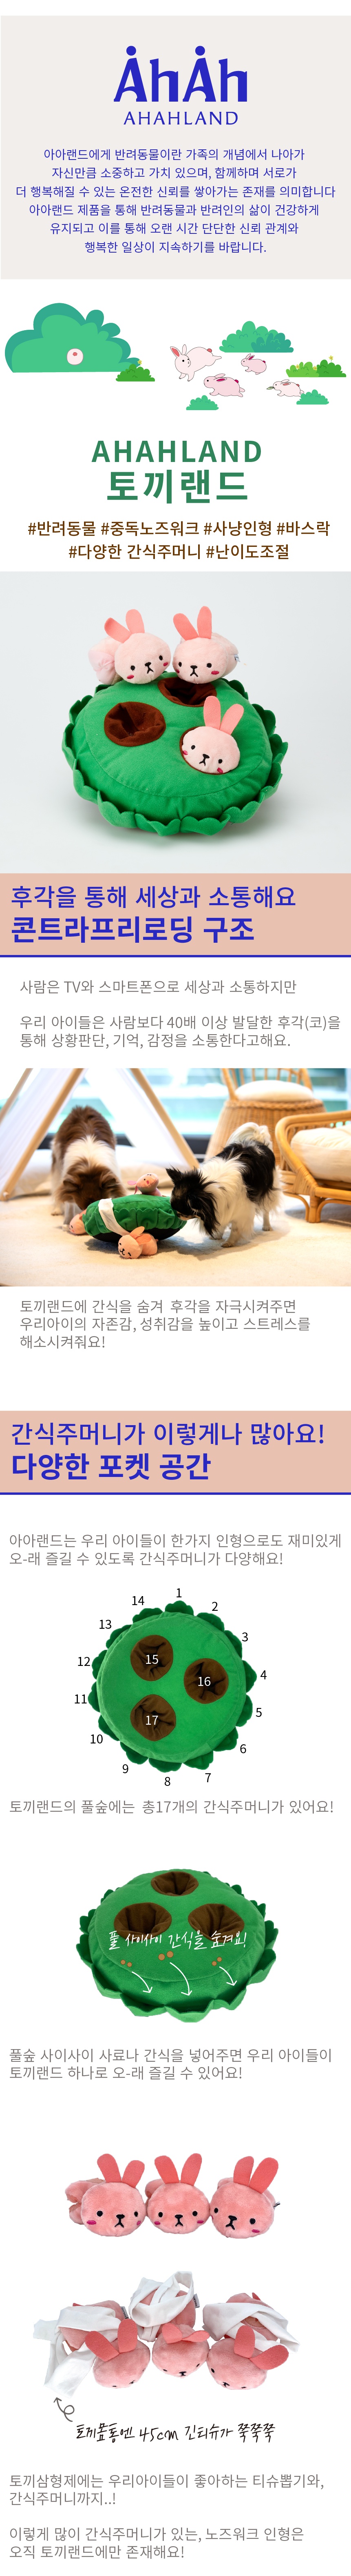 AhAh
AHAHLAND
아아랜드에게 반려동물이란 가족의 개념에서 나아가
자신만큼 소중하고 가치 있으며, 함께하며 서로가
더 행복해질 수 있는 온전한 신뢰를 쌓아가는 존재를 의미합니다
아아랜드 제품을 통해 반려동물과 반려인의 삶이 건강하게
유지되고 이를 통해 오랜 시간 단단한 신뢰 관계와
행복한 일상이 지속하기를 바랍니다.
AHAHLAND
토끼랜드
#반려동물 #중독노즈워크 #사냥인형 #바스락
#다양한 간식주머니 #난이도조절
후각을 통해 세상과 소통해요
콘트라프리로딩 구조
사람은 TV와 스마트폰으로 세상과 소통하지만
우리 아이들은 사람보다 40배 이상 발달한 후각(코)을
통해 상황판단, 기억, 감정을 소통한다고해요.
토끼랜드에 간식을 숨겨 후각을 자극시켜주면
우리아이의 자존감, 성취감을 높이고 스트레스를
해소시켜줘요!
간식주머니가 이렇게나 많아요!
다양한 포켓 공간
아아랜드는 우리 아이들이 한가지 인형으로도 재미있게
오-래 즐길 수 있도록 간식주머니가 다양해요!
1
2
3
4
5
6
7
8
9
10
11
12
13
14
15
16
17
토끼랜드의 풀숲에는 총17개의 간식주머니가 있어요!
풀 사이사이 간식을 숨겨요!
풀숲 사이사이 사료나 간식을 넣어주면 우리 아이들이
토끼랜드 하나로 오-래 즐길 수 있어요!
토끼몸통엔 45cm 긴티슈가 쭉쭉쭉
토끼삼형제에는 우리아이들이 좋아하는 티슈뽑기와,
간식주머니까지..!
이렇게 많이 간식주머니가 있는, 노즈워크 인형은
오직 토끼랜드에만 존재해요!